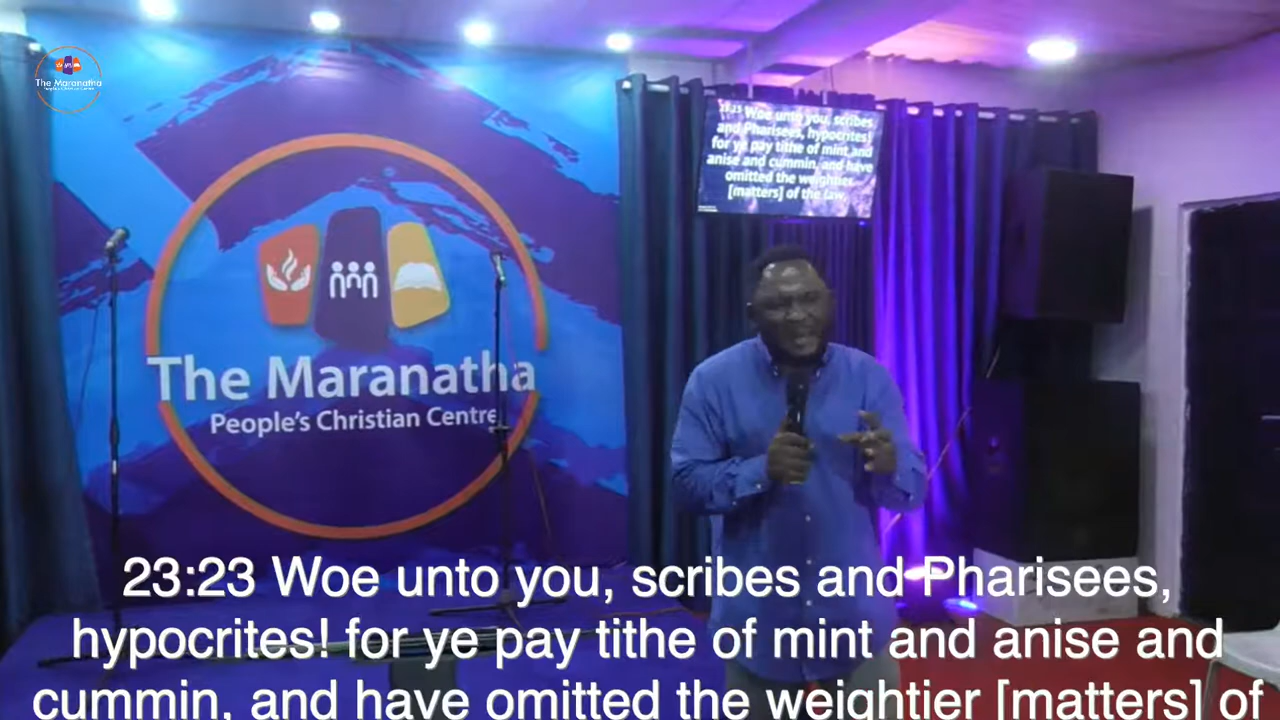 The Maranatha
People's Christian Centre
23:23 Woe unto you, scribes
and Pharisees, hypocrites!
for ye pay tithe of mint and
anise and cummin, and have
omitted the weightier
[matters] of the law,
The Maranatha
People's Christian Centre
23:23 Woe unto you, scribes and Pharisees,
hypocrites! for ye pay tithe of mint and anise and
cummin, and have omitted the weightier [matters] of